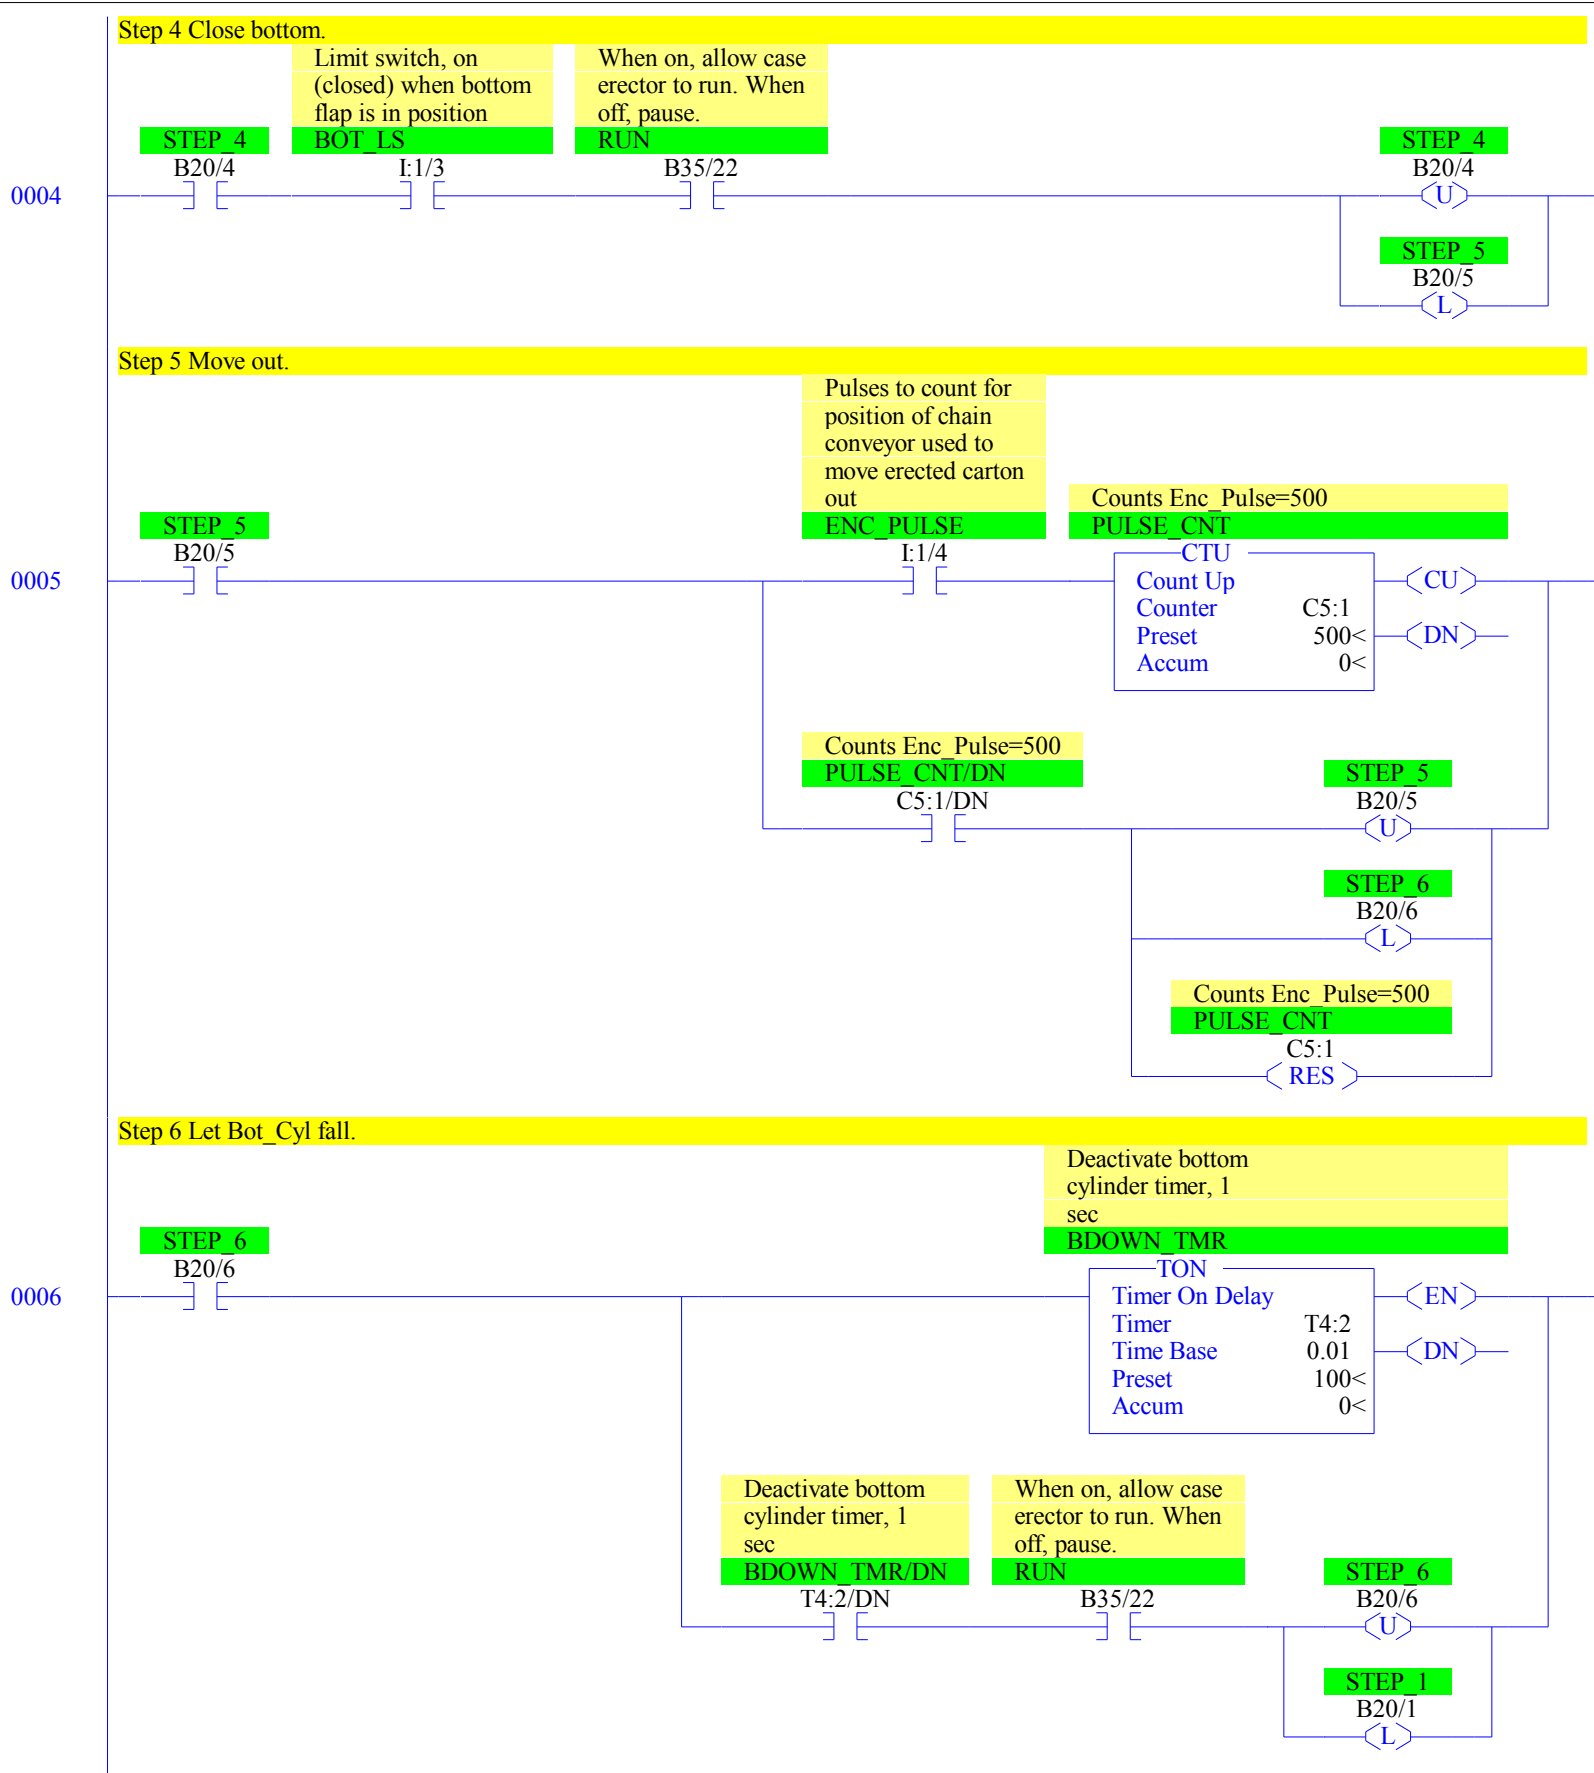 Step 4 Close bottom.
Limit switch, on
(closed) when bottom
flap is in position
BOT_LS
I:1/3
When on, allow case
erector to run. When
off, pause.
RUN
B35/22
STEP_4
B20/4
STEP_4
B20/4
0004
U
STEP_5
B20/5
L
Step 5 Move out.
Pulses to count for
position of chain
conveyor used to
move erected carton
out
ENC_PULSE
I:1/4
Counts Enc_Pulse=500
PULSE_CNT
STEP_5
B20/5
0005
CTU
Count Up
Counter C5:1
Preset 500<
Accum 0<
CU
DN
Counts Enc_Pulse=500
PULSE_CNT/DN
C5:1/DN
STEP_5
B20/5
U
STEP_6
B20/6
L
Counts Enc_Pulse=500
PULSE_CNT
C5:1
RES
Step 6 Let Bot_Cyl fall.
Deactivate bottom
cylinder timer, 1
sec
BDOWN_TMR
STEP_6
B20/6
0006
TON
Timer On Delay
Timer T4:2
Time Base 0.01
Preset 100<
Accum 0<
EN
DN
Deactivate bottom
cylinder timer, 1
sec
BDOWN_TMR/DN
T4:2/DN
When on, allow case
erector to run. When
off, pause.
RUN
B35/22
STEP_6
B20/6
U
STEP_1
B20/1
L